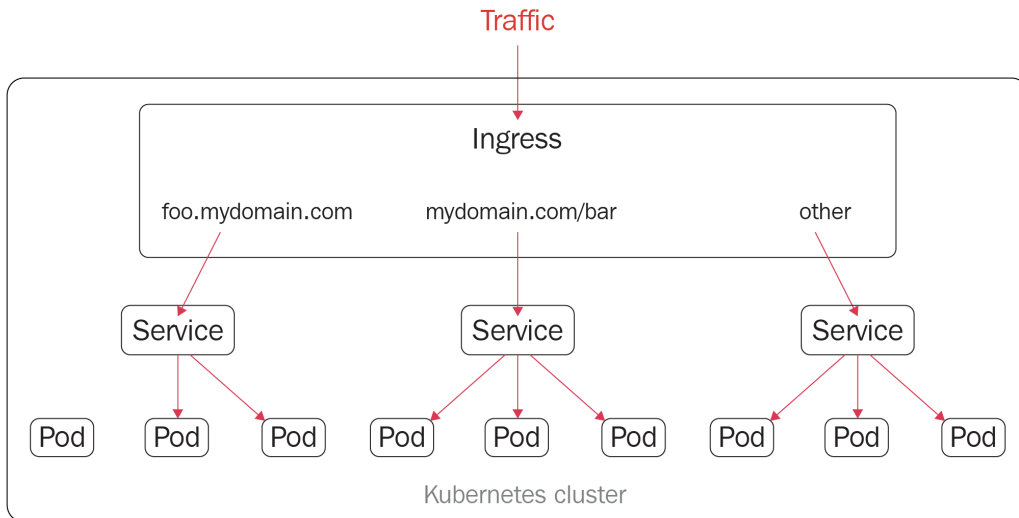 Traffic
Ingress
foo.mydomain.com
mydomain.com/bar
other
Service
Service
Service
Pod
Pod
Pod
Pod
Pod
Pod
Pod
Pod
Pod
Kubernetes cluster